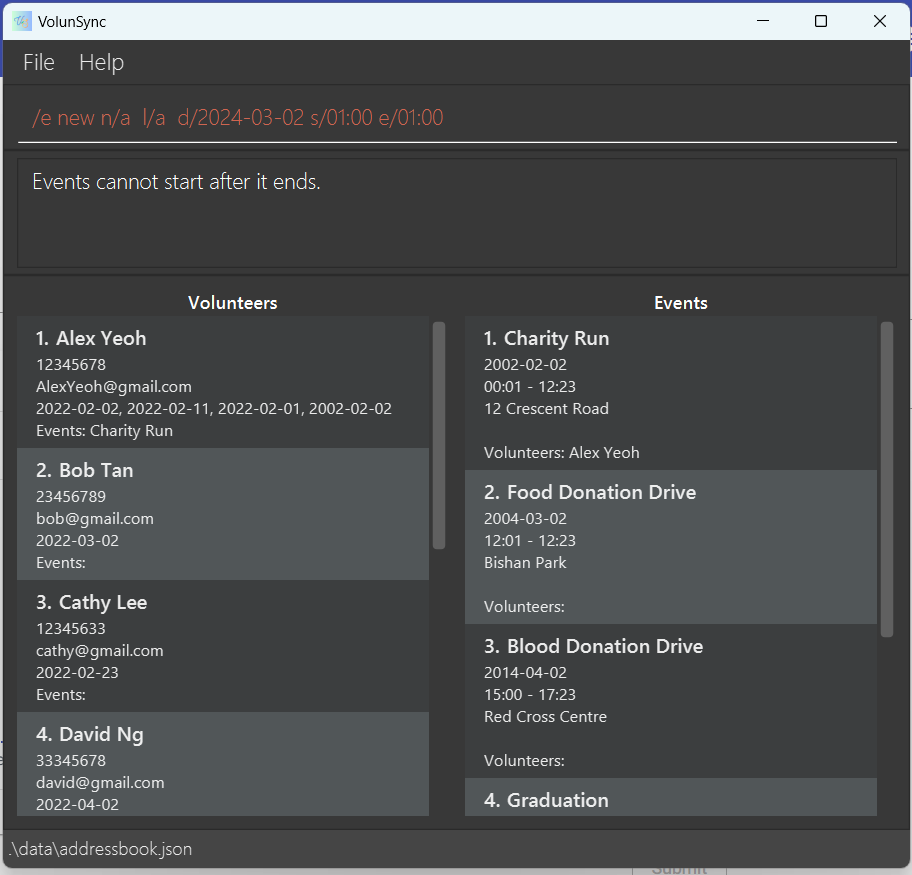 VolunSync
File Help
/e new n/a l/a d/2024-03-02 s/01:00 e/01:00
Events cannot start after it ends.
Volunteers
1. Alex Yeoh
12345678
AlexYeoh@gmail.com
2022-02-02, 2022-02-11, 2022-02-01, 2002-02-02
Events: Charity Run
2. Bob Tan
23456789
bob@gmail.com
2022-03-02
Events:
3. Cathy Lee
12345633
cathy@gmail.com
2022-02-23
Events:
4. David Ng
33345678
david@gmail.com
2022-04-02
Events
1. Charity Run
2002-02-02
00:01 - 12:23
12 Crescent Road
Volunteers: Alex Yeoh
2. Food Donation Drive
2004-03-02
12:01 - 12:23
Bishan Park
Volunteers:
3. Blood Donation Drive
2014-04-02
15:00 - 17:23
Red Cross Centre
Volunteers:
4. Graduation
.\data\addressbook.json
Submit